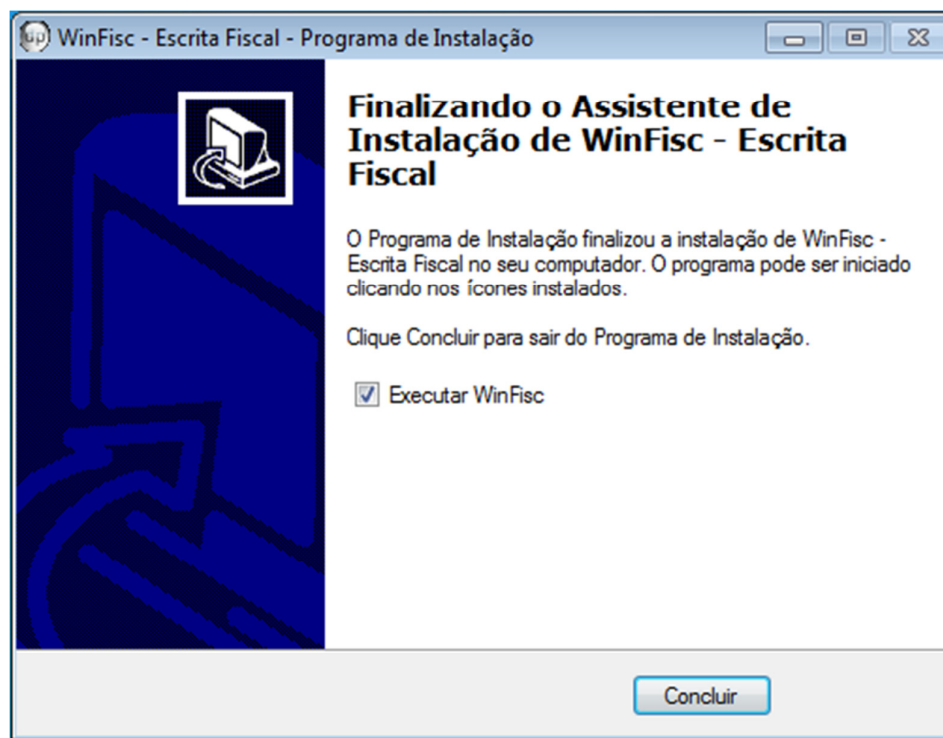 WinFisc - Escrita Fiscal - Programa de Instalação
Finalizando o Assistente de
Instalação de WinFisc - Escrita
Fiscal
O Programa de Instalação finalizou a instalação de WinFisc -
Escrita Fiscal no seu computador. O programa pode ser iniciado
clicando nos ícones instalados.
Clique Concluir para sair do Programa de Instalação.
Executar WinFisc
Concluir